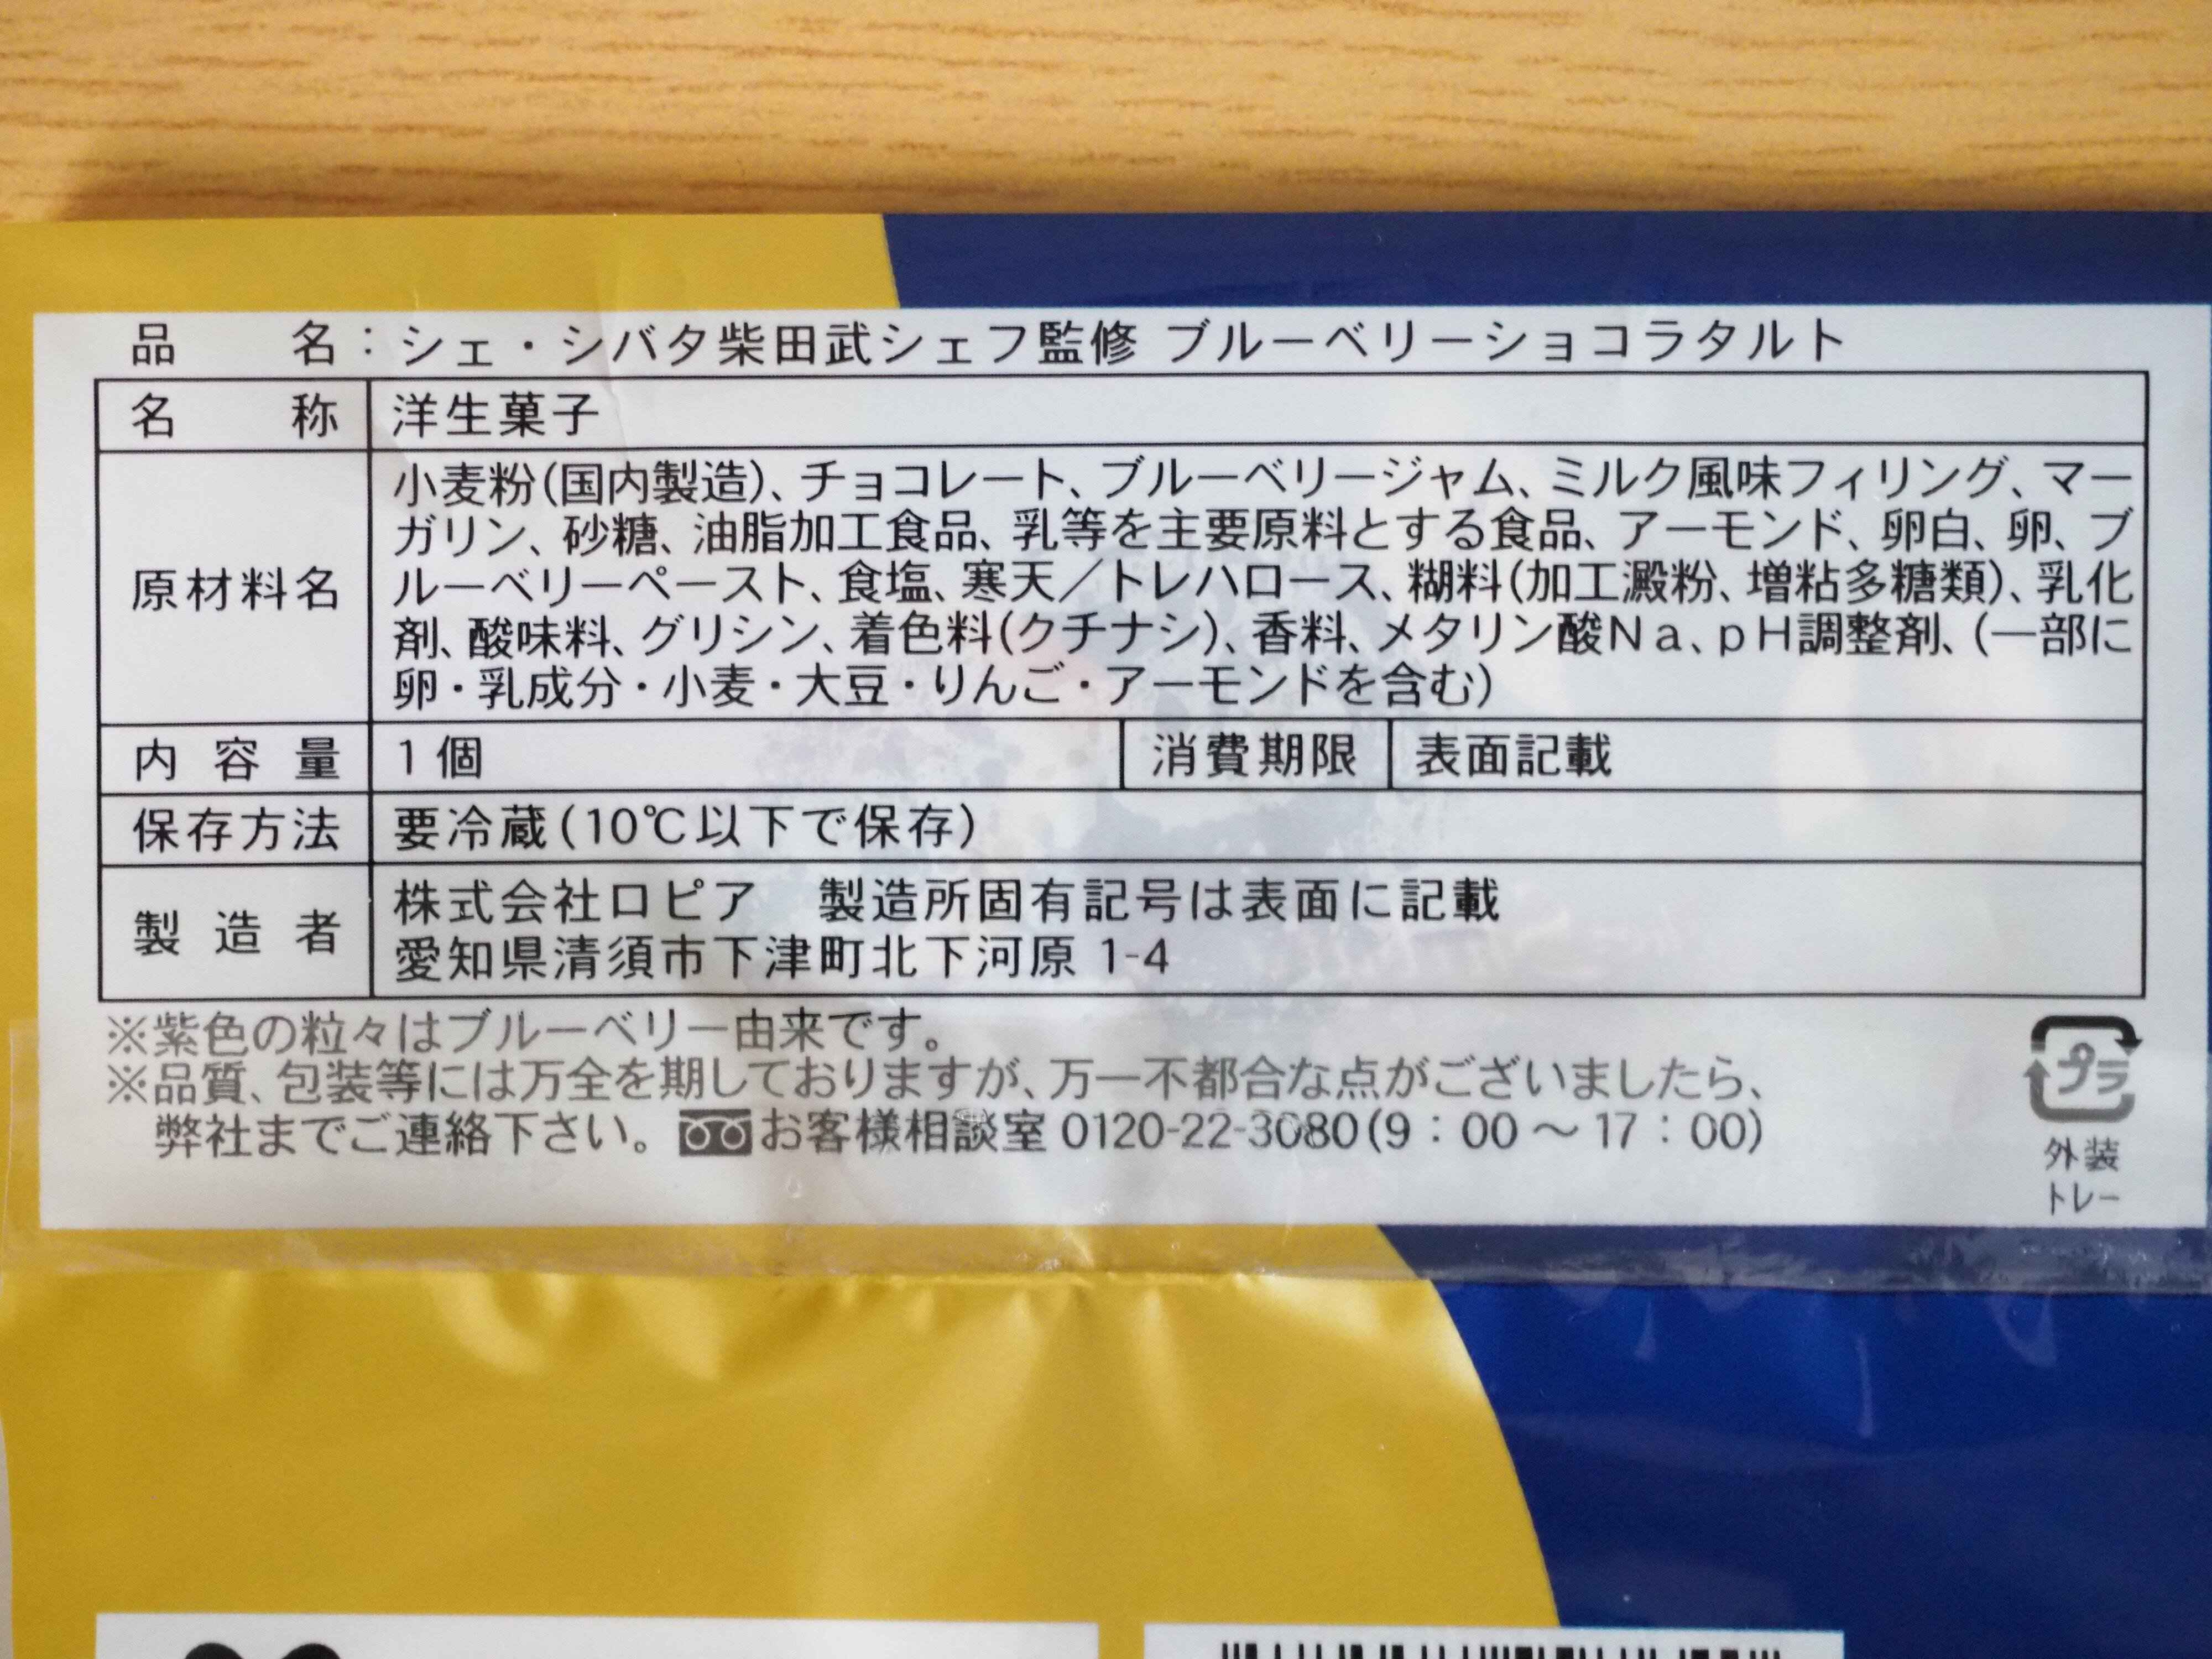 品名：シェ・シバタ柴田武シェフ監修 ブルーベリーショコラタルト
名称 洋生菓子
原材料名
小麦粉(国内製造)、チョコレート、ブルーベリージャム、ミルク風味フィリング、マー
ガリン、砂糖、油脂加工食品、乳等を主要原料とする食品、アーモンド、卵白、卵、ブ
ルーベリーペースト、食塩、寒天／トレハロース、糊料(加工澱粉、増粘多糖類)、乳化
剤、酸味料、グリシン、着色料(クチナシ)、香料、メタリン酸Na、pH調整剤、(一部に
卵・乳成分・小麦・大豆・りんご・アーモンドを含む)
内容量 1個 消費期限 表面記載
保存方法 要冷蔵(10℃以下で保存)
製造者
株式会社ロピア 製造所固有記号は表面に記載
愛知県清須市下津町北下河原 1-4
※紫色の粒々はブルーベリー由来です。
※品質、包装等には万全を期しておりますが、万一不都合な点がございましたら、
弊社までご連絡下さい。お客様相談室 0120-22-3080(9：00～17：00)
プラ
外装
トレー